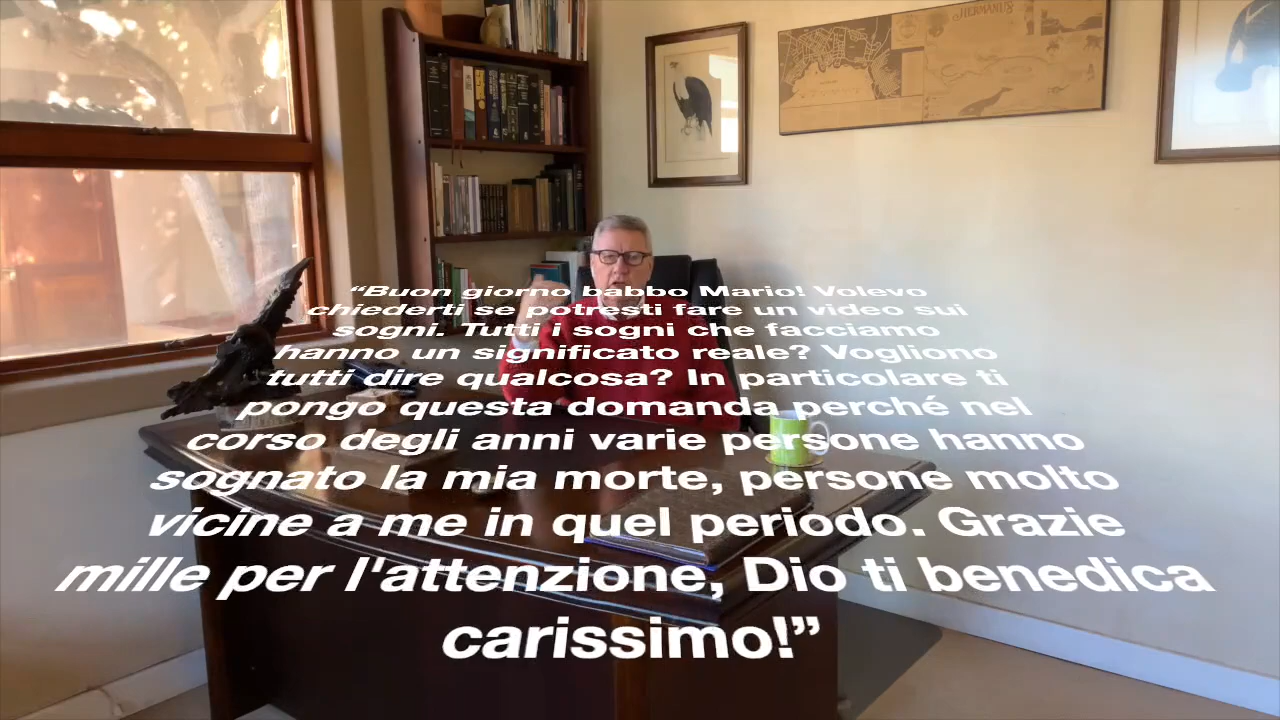 HERMANUS
“Buon giorno babbo Mario! Volevo
chiederti se potresti fare un video sui
sogni. Tutti i sogni che facciamo
hanno un significato reale? Vogliono
tutti dire qualcosa? In particolare ti
pongo questa domanda perché nel
corso degli anni varie persone hanno
sognato la mia morte, persone molto
vicine a me in quel periodo. Grazie
mille per l'attenzione, Dio ti benedica
carissimo!”